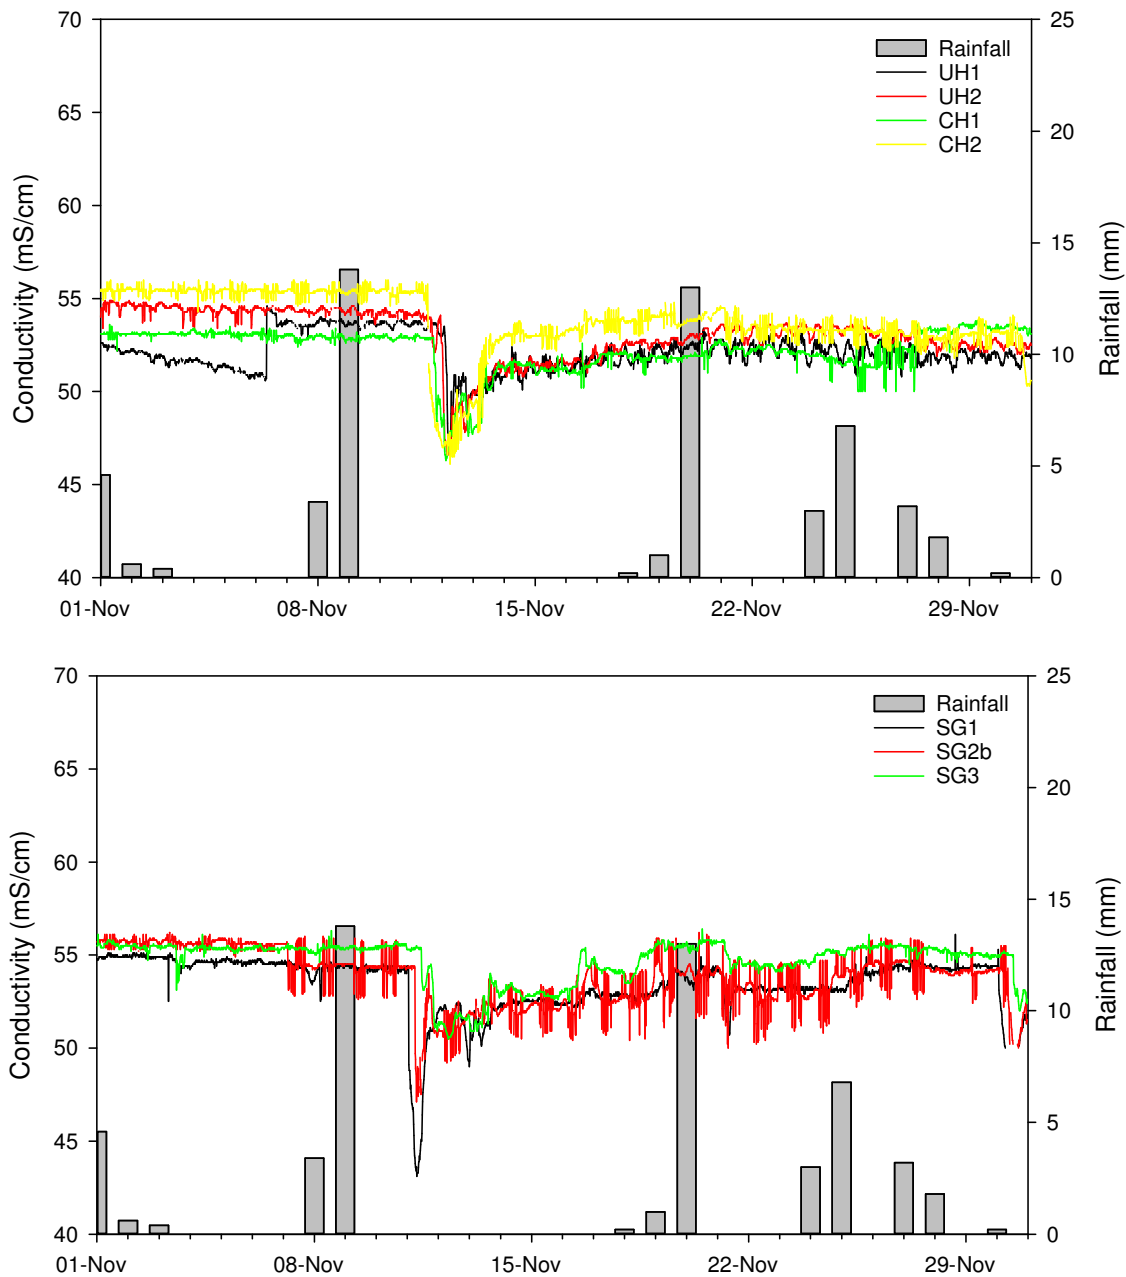 70
65
60
55
50
45
40
Conductivity (mS/cm)
25
20
15
10
5
0
Rainfall (mm)
Rainfall
UH1
UH2
CH1
CH2
01-Nov
08-Nov
15-Nov
22-Nov
29-Nov
70
65
60
55
50
45
40
Conductivity (mS/cm)
25
20
15
10
5
0
Rainfall (mm)
Rainfall
SG1
SG2b
SG3
01-Nov
08-Nov
15-Nov
22-Nov
29-Nov